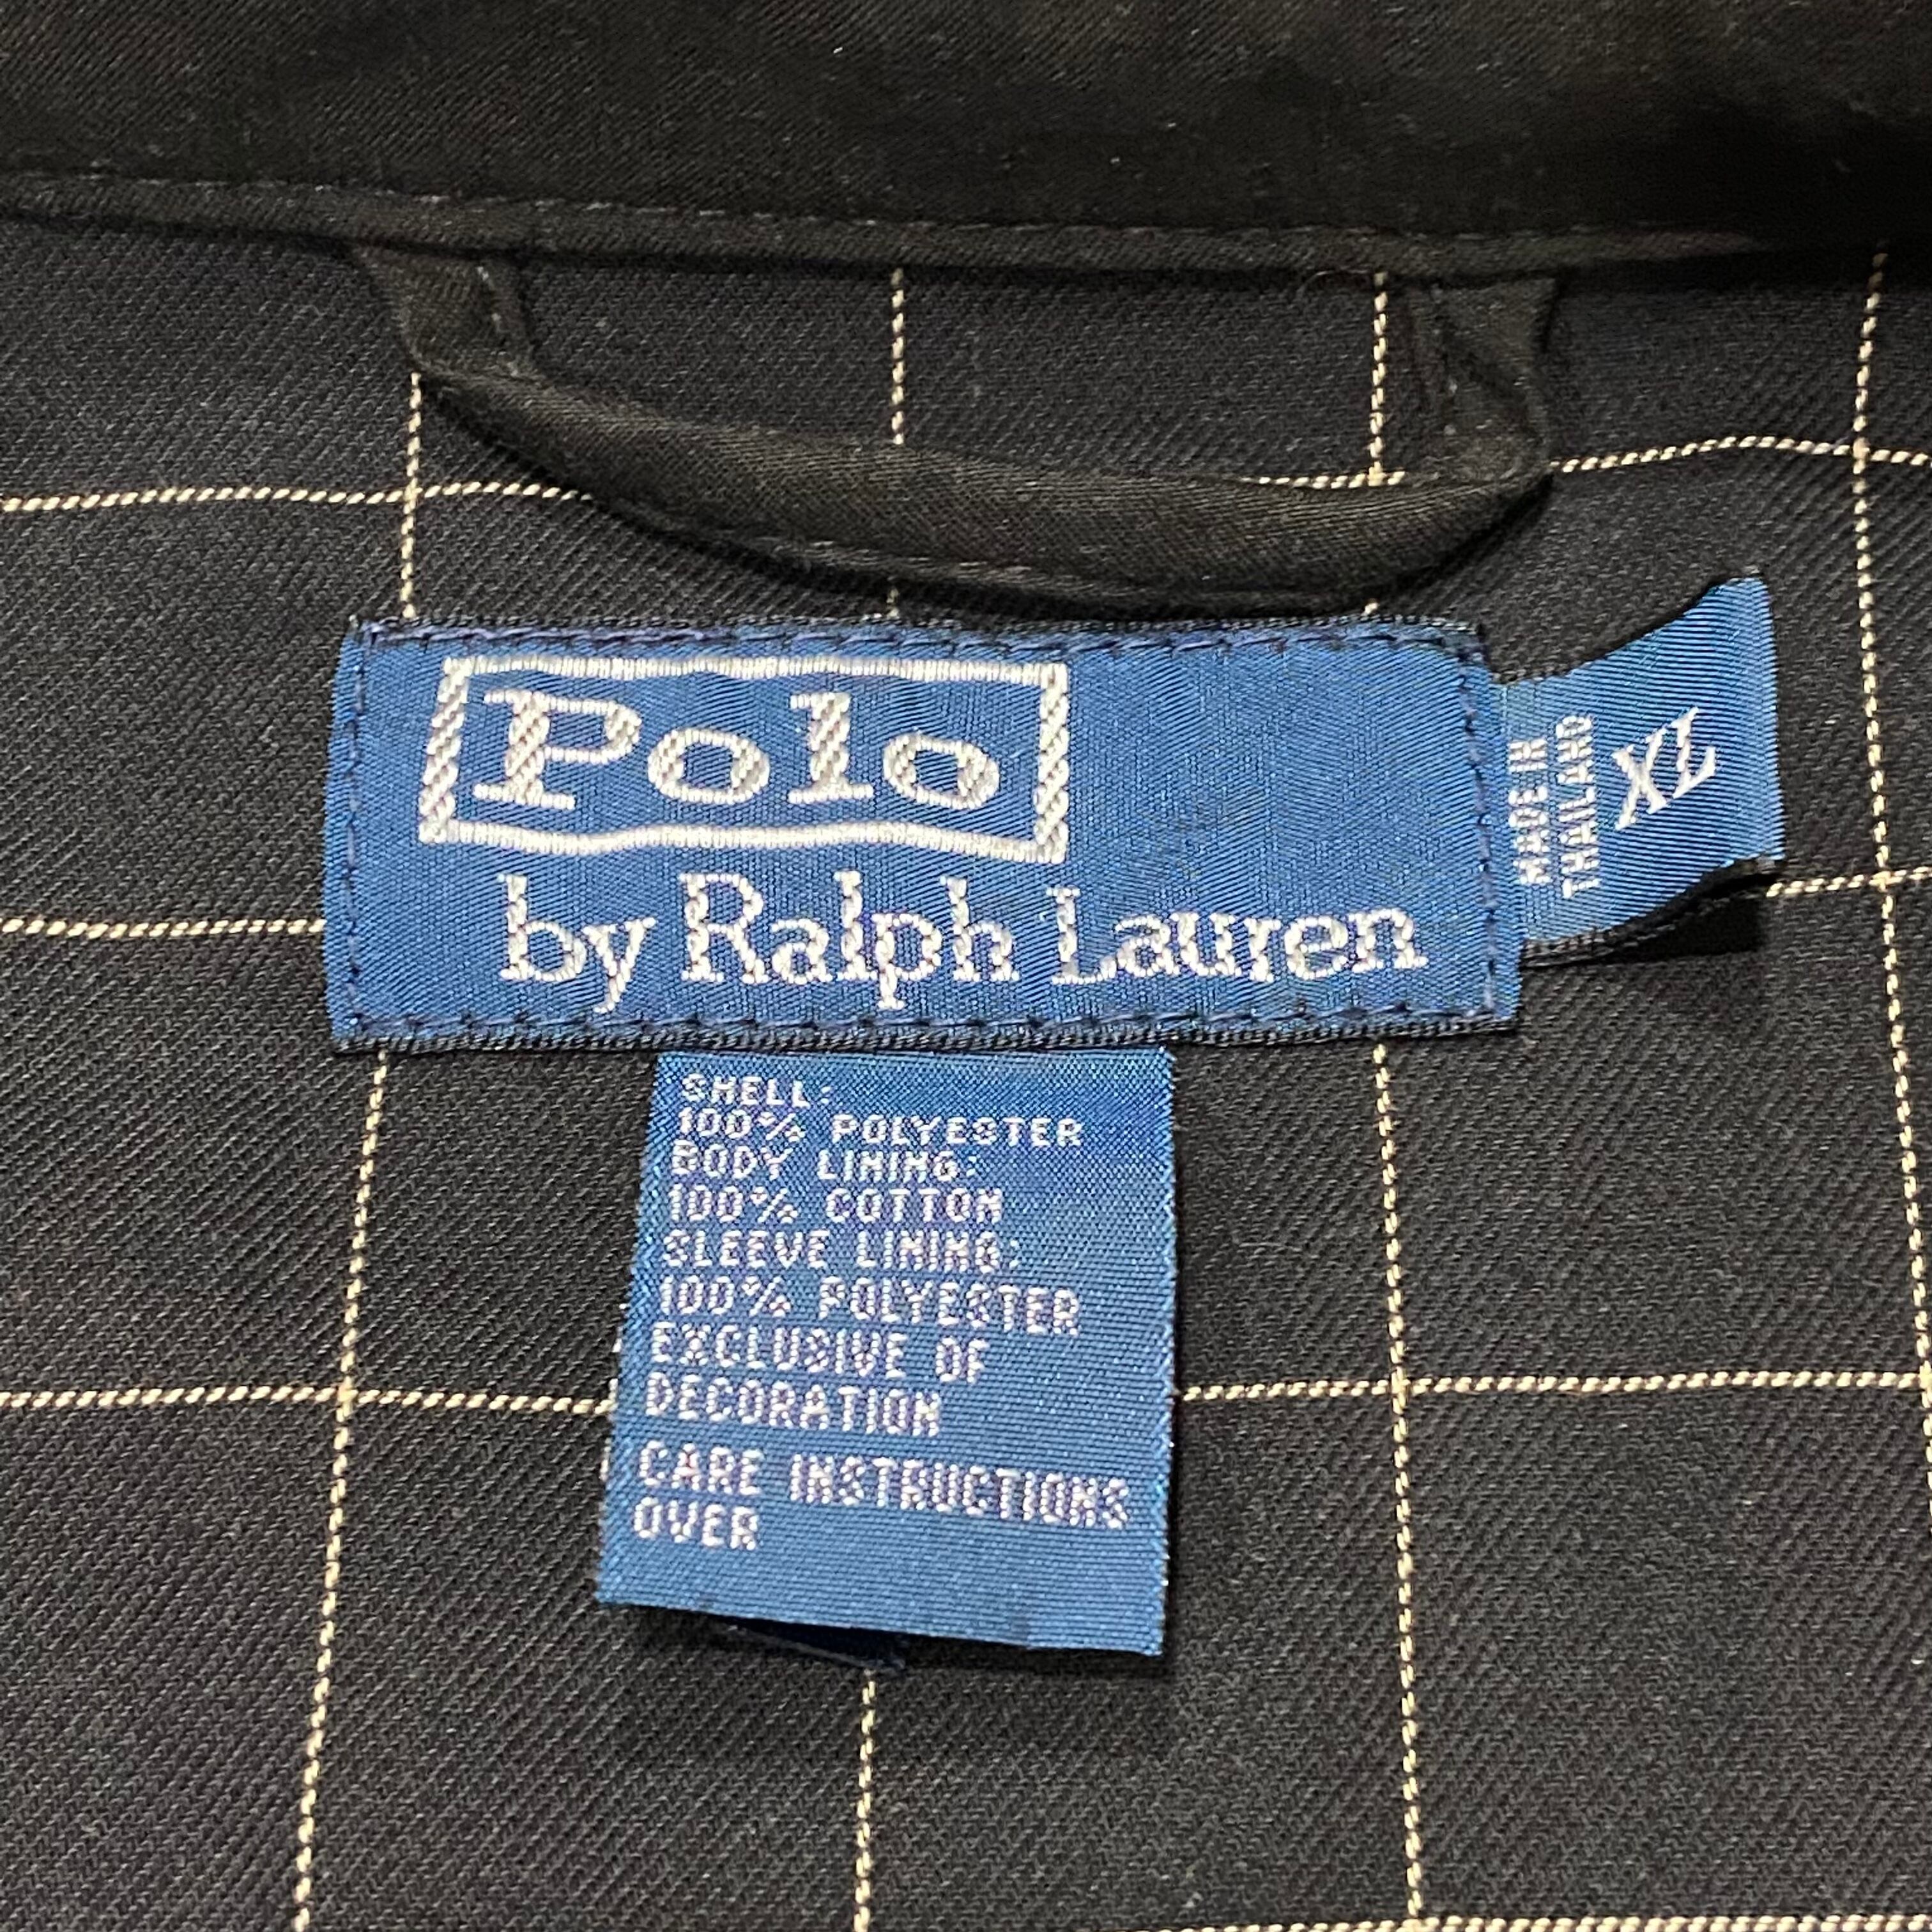 Polo
by Ralph Lauren
MADE IN
THAILAND
XL
SHELL:
100% POLYESTER
BODY LINING:
100% COTTON
SLEEVE LINING:
100% POLYESTER
EXCLUSIVE OF
DECORATION
CARE INSTRUCTIONS
OVER